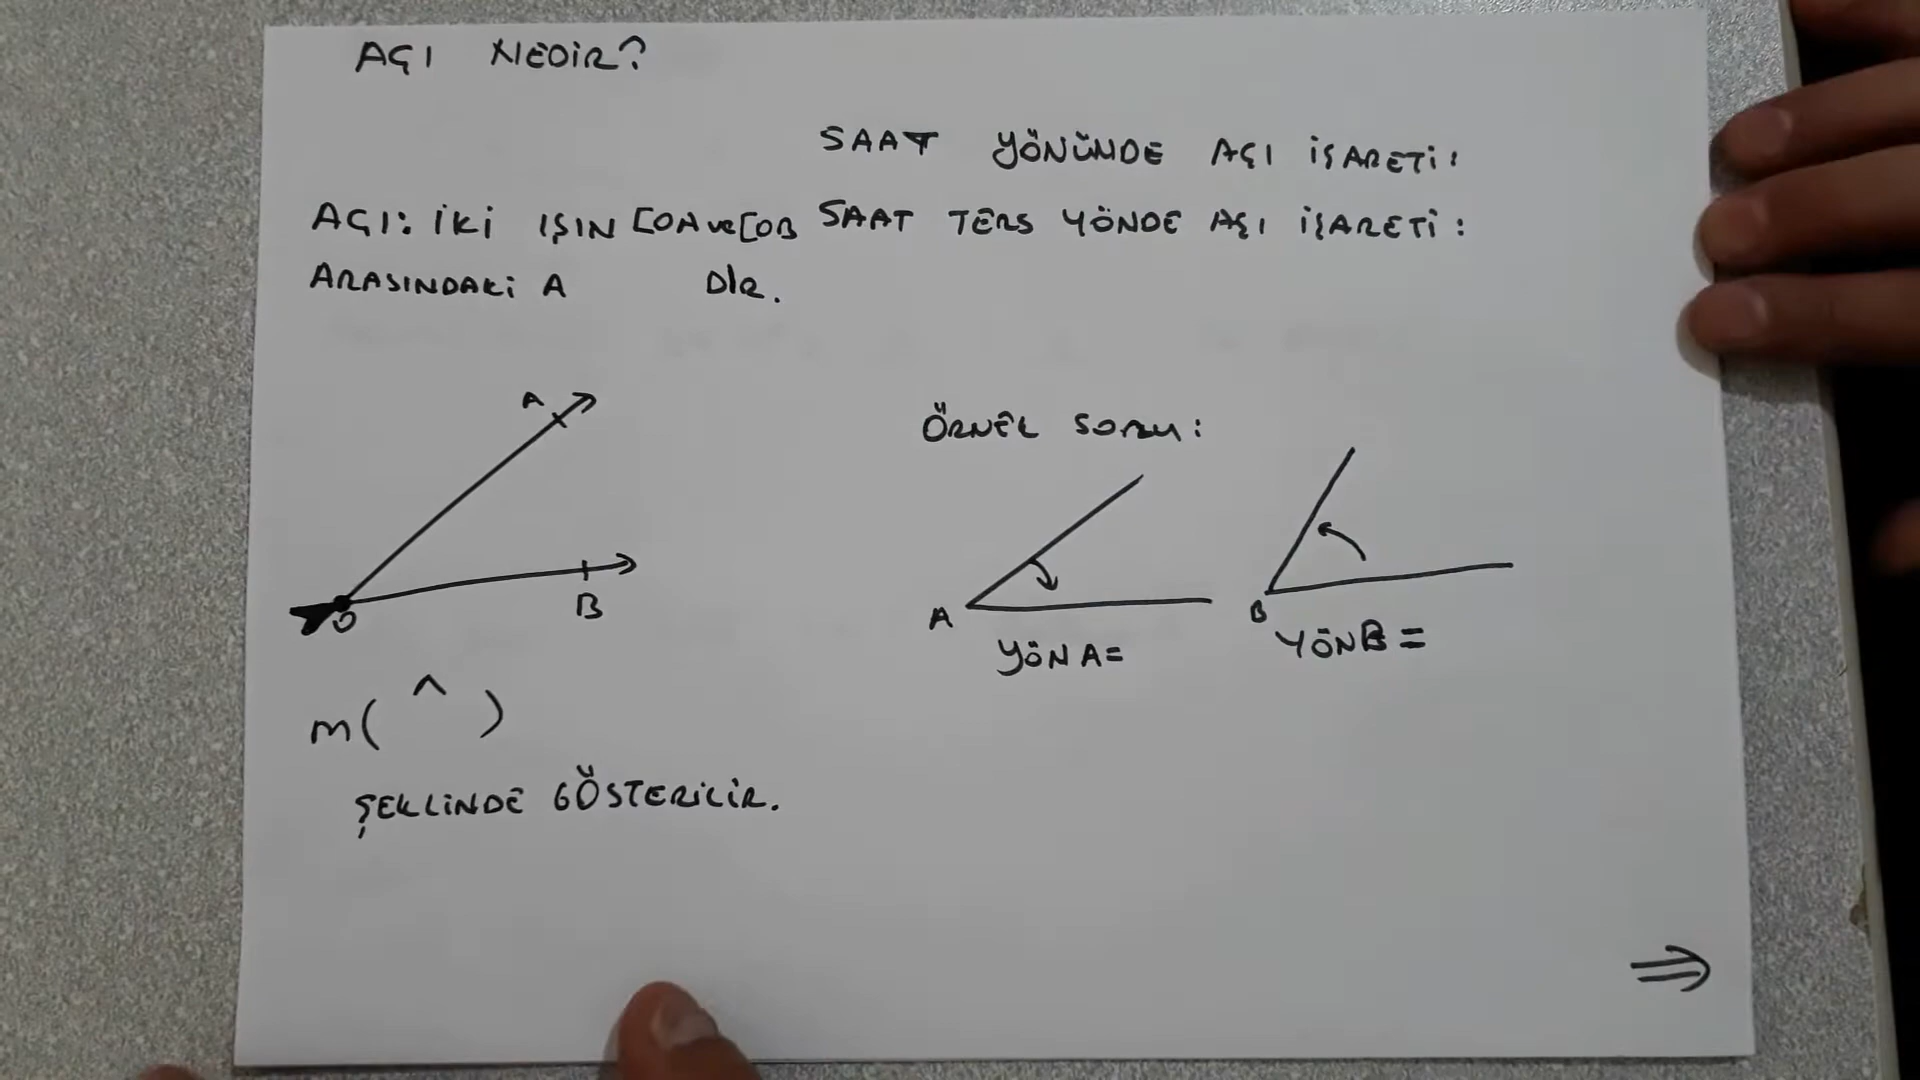 AÇI NEDİR?
SAAT YÖNÜNDE AÇI İŞARETİ:
AÇI: İKİ IŞIN [OA ve [OB
ARASINDAKİ A DIR.
SAAT TERS YÖNDE AÇI İŞARETİ:
A
B
O
m( ^ )
ŞEKLİNDE GÖSTERİLİR.
ÖRNEK SORU:
A
YÖN A=
B
YÖN B =
⇒